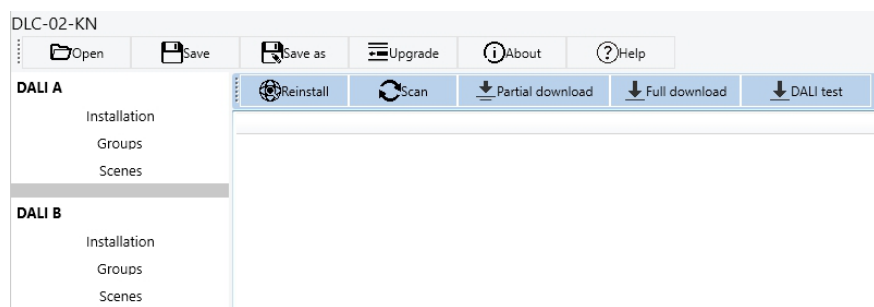 DLC-02-KN
Open Save Save as Upgrade About Help
DALI A
Reinstall Scan Partial download Full download DALI test
Installation
Groups
Scenes
DALI B
Installation
Groups
Scenes